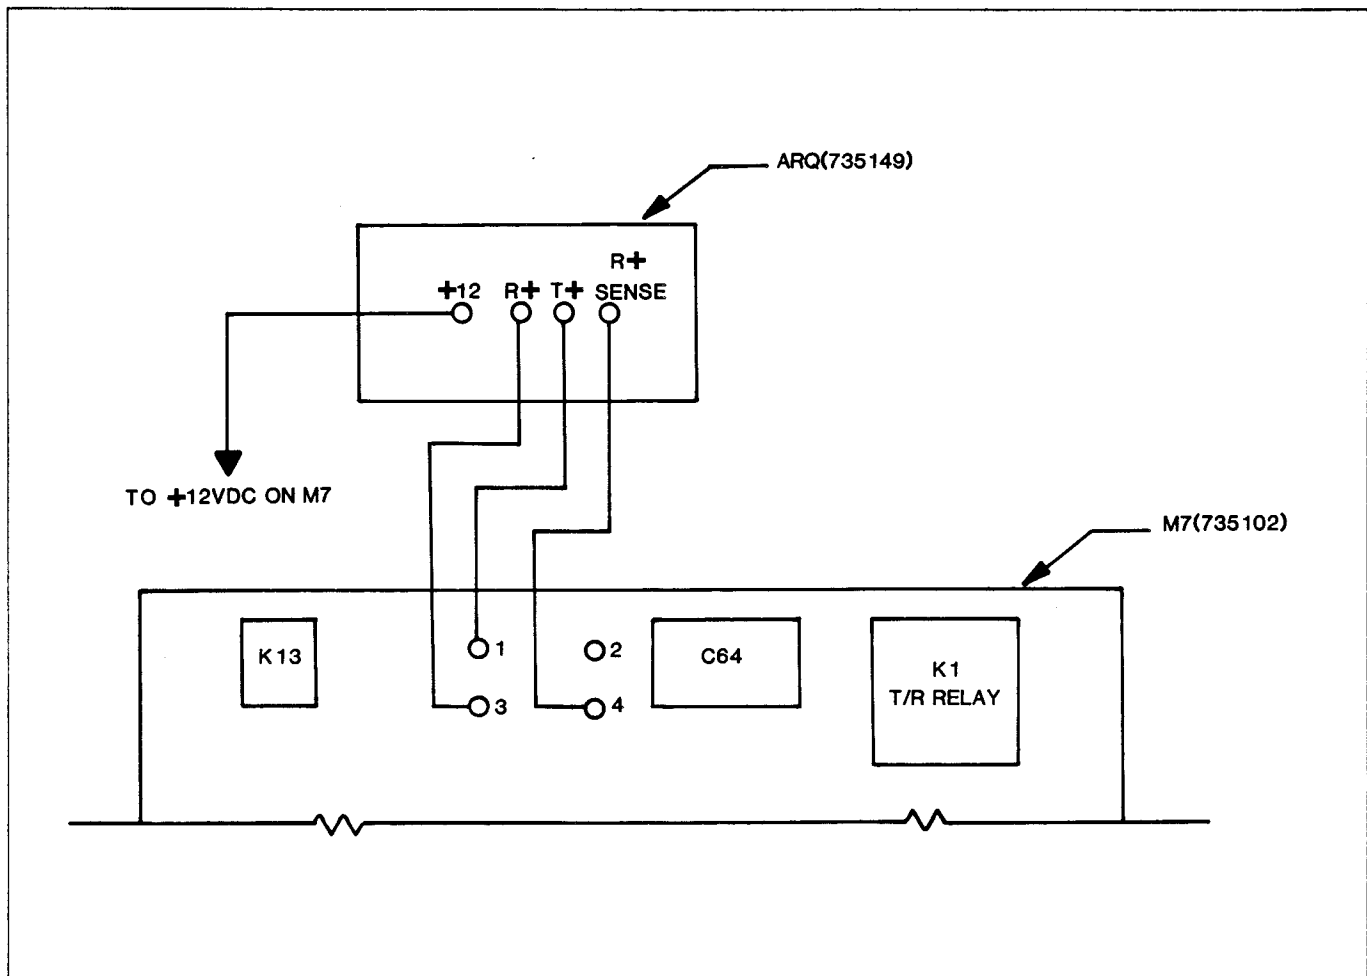 ARQ(735149)
R+
+12 R+ T+ SENSE
TO +12VDC ON M7
M7(735102)
K13
1
2
C64
K1
T/R RELAY
3
4